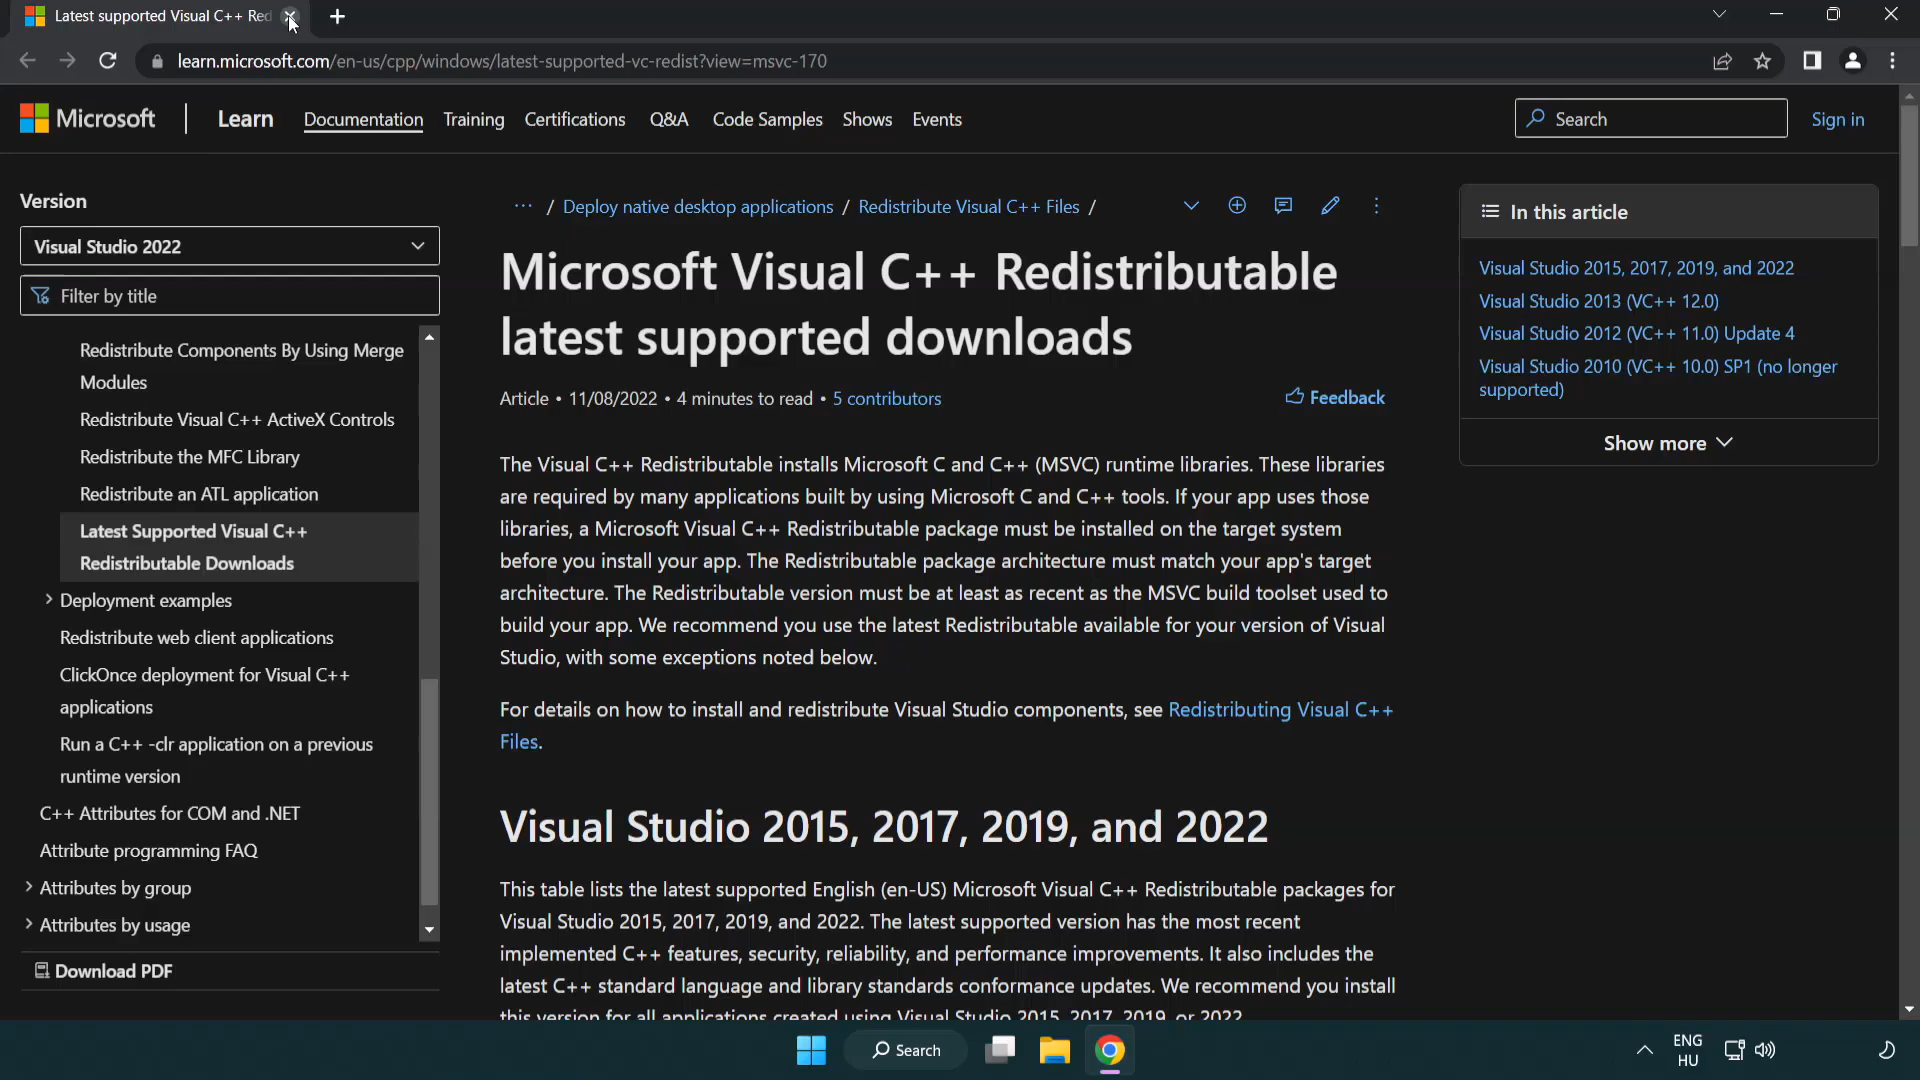 Latest supported Visual C++ Red
learn.microsoft.com/en-us/cpp/windows/latest-supported-vc-redist?view=msvc-170
Microsoft
Learn
Documentation
Training
Certifications
Q&A
Code Samples
Shows
Events
Search
Sign in
Version
Visual Studio 2022
Filter by title
Redistribute Components By Using Merge
Modules
Redistribute Visual C++ ActiveX Controls
Redistribute the MFC Library
Redistribute an ATL application
Latest Supported Visual C++
Redistributable Downloads
Deployment examples
Redistribute web client applications
ClickOnce deployment for Visual C++
applications
Run a C++ -clr application on a previous
runtime version
C++ Attributes for COM and .NET
Attribute programming FAQ
Attributes by group
Attributes by usage
Download PDF
... / Deploy native desktop applications / Redistribute Visual C++ Files /
Microsoft Visual C++ Redistributable
latest supported downloads
Article • 11/08/2022 • 4 minutes to read • 5 contributors
Feedback
The Visual C++ Redistributable installs Microsoft C and C++ (MSVC) runtime libraries. These libraries
are required by many applications built by using Microsoft C and C++ tools. If your app uses those
libraries, a Microsoft Visual C++ Redistributable package must be installed on the target system
before you install your app. The Redistributable package architecture must match your app's target
architecture. The Redistributable version must be at least as recent as the MSVC build toolset used to
build your app. We recommend you use the latest Redistributable available for your version of Visual
Studio, with some exceptions noted below.
For details on how to install and redistribute Visual Studio components, see Redistributing Visual C++
Files.
Visual Studio 2015, 2017, 2019, and 2022
This table lists the latest supported English (en-US) Microsoft Visual C++ Redistributable packages for
Visual Studio 2015, 2017, 2019, and 2022. The latest supported version has the most recent
implemented C++ features, security, reliability, and performance improvements. It also includes the
latest C++ standard language and library standards conformance updates. We recommend you install
this version for all applications created using Visual Studio 2015, 2017, 2019, or 2022.
In this article
Visual Studio 2015, 2017, 2019, and 2022
Visual Studio 2013 (VC++ 12.0)
Visual Studio 2012 (VC++ 11.0) Update 4
Visual Studio 2010 (VC++ 10.0) SP1 (no longer
supported)
Show more
Search
ENG
HU